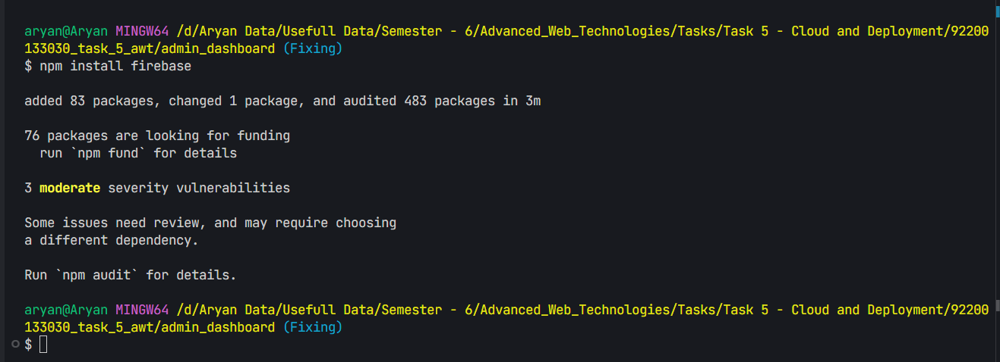 aryan@Aryan MINGW64 /d/Aryan Data/Usefull Data/Semester - 6/Advanced_Web_Technologies/Tasks/Task 5 - Cloud and Deployment/92200
133030_task_5_awt/admin_dashboard (Fixing)
$ npm install firebase
added 83 packages, changed 1 package, and audited 483 packages in 3m
76 packages are looking for funding
run `npm fund` for details
3 moderate severity vulnerabilities
Some issues need review, and may require choosing
a different dependency.
Run `npm audit` for details.
aryan@Aryan MINGW64 /d/Aryan Data/Usefull Data/Semester - 6/Advanced_Web_Technologies/Tasks/Task 5 - Cloud and Deployment/92200
133030_task_5_awt/admin_dashboard (Fixing)
$